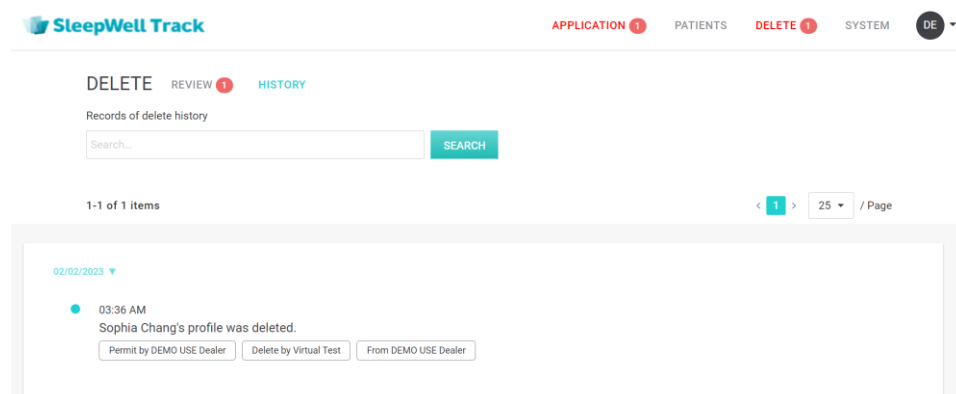 SleepWell Track
APPLICATION 1 PATIENTS DELETE 1 SYSTEM DE
DELETE REVIEW 1 HISTORY
Records of delete history
Search... SEARCH
1-1 of 1 items < 1 > 25 / Page
02/02/2023
03:36 AM
Sophia Chang's profile was deleted.
Permit by DEMO USE Dealer Delete by Virtual Test From DEMO USE Dealer